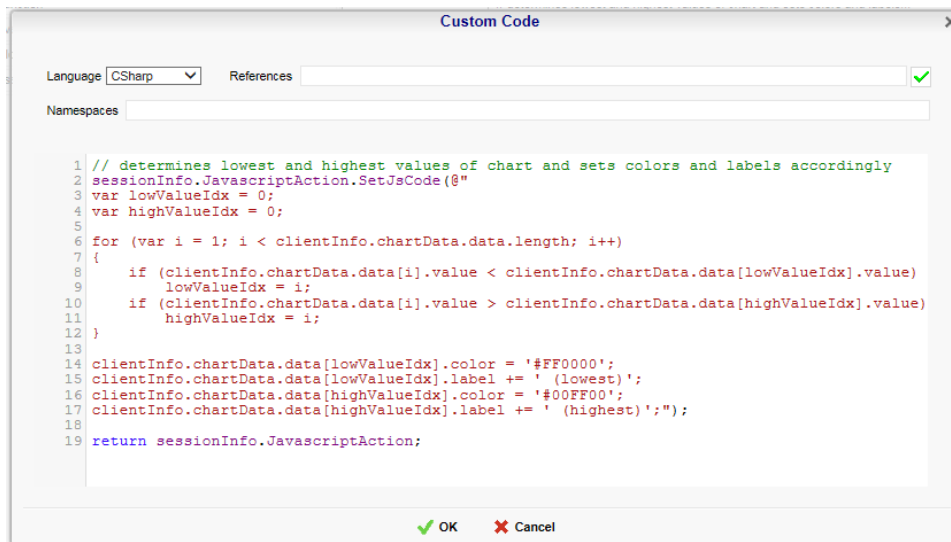 Custom Code
Language CSharp References
Namespaces
1 // determines lowest and highest values of chart and sets colors and labels accordingly
2 sessionInfo.JavascriptAction.SetJsCode(@"
3 var lowValueIdx = 0;
4 var highValueIdx = 0;
5
6 for (var i = 1; i < clientInfo.chartData.data.length; i++)
7 {
8     if (clientInfo.chartData.data[i].value < clientInfo.chartData.data[lowValueIdx].value)
9         lowValueIdx = i;
10     if (clientInfo.chartData.data[i].value > clientInfo.chartData.data[highValueIdx].value)
11         highValueIdx = i;
12 }
13
14 clientInfo.chartData.data[lowValueIdx].color = '#FF0000';
15 clientInfo.chartData.data[lowValueIdx].label += ' (lowest)';
16 clientInfo.chartData.data[highValueIdx].color = '#00FF00';
17 clientInfo.chartData.data[highValueIdx].label += ' (highest)';");
18
19 return sessionInfo.JavascriptAction;
OK Cancel